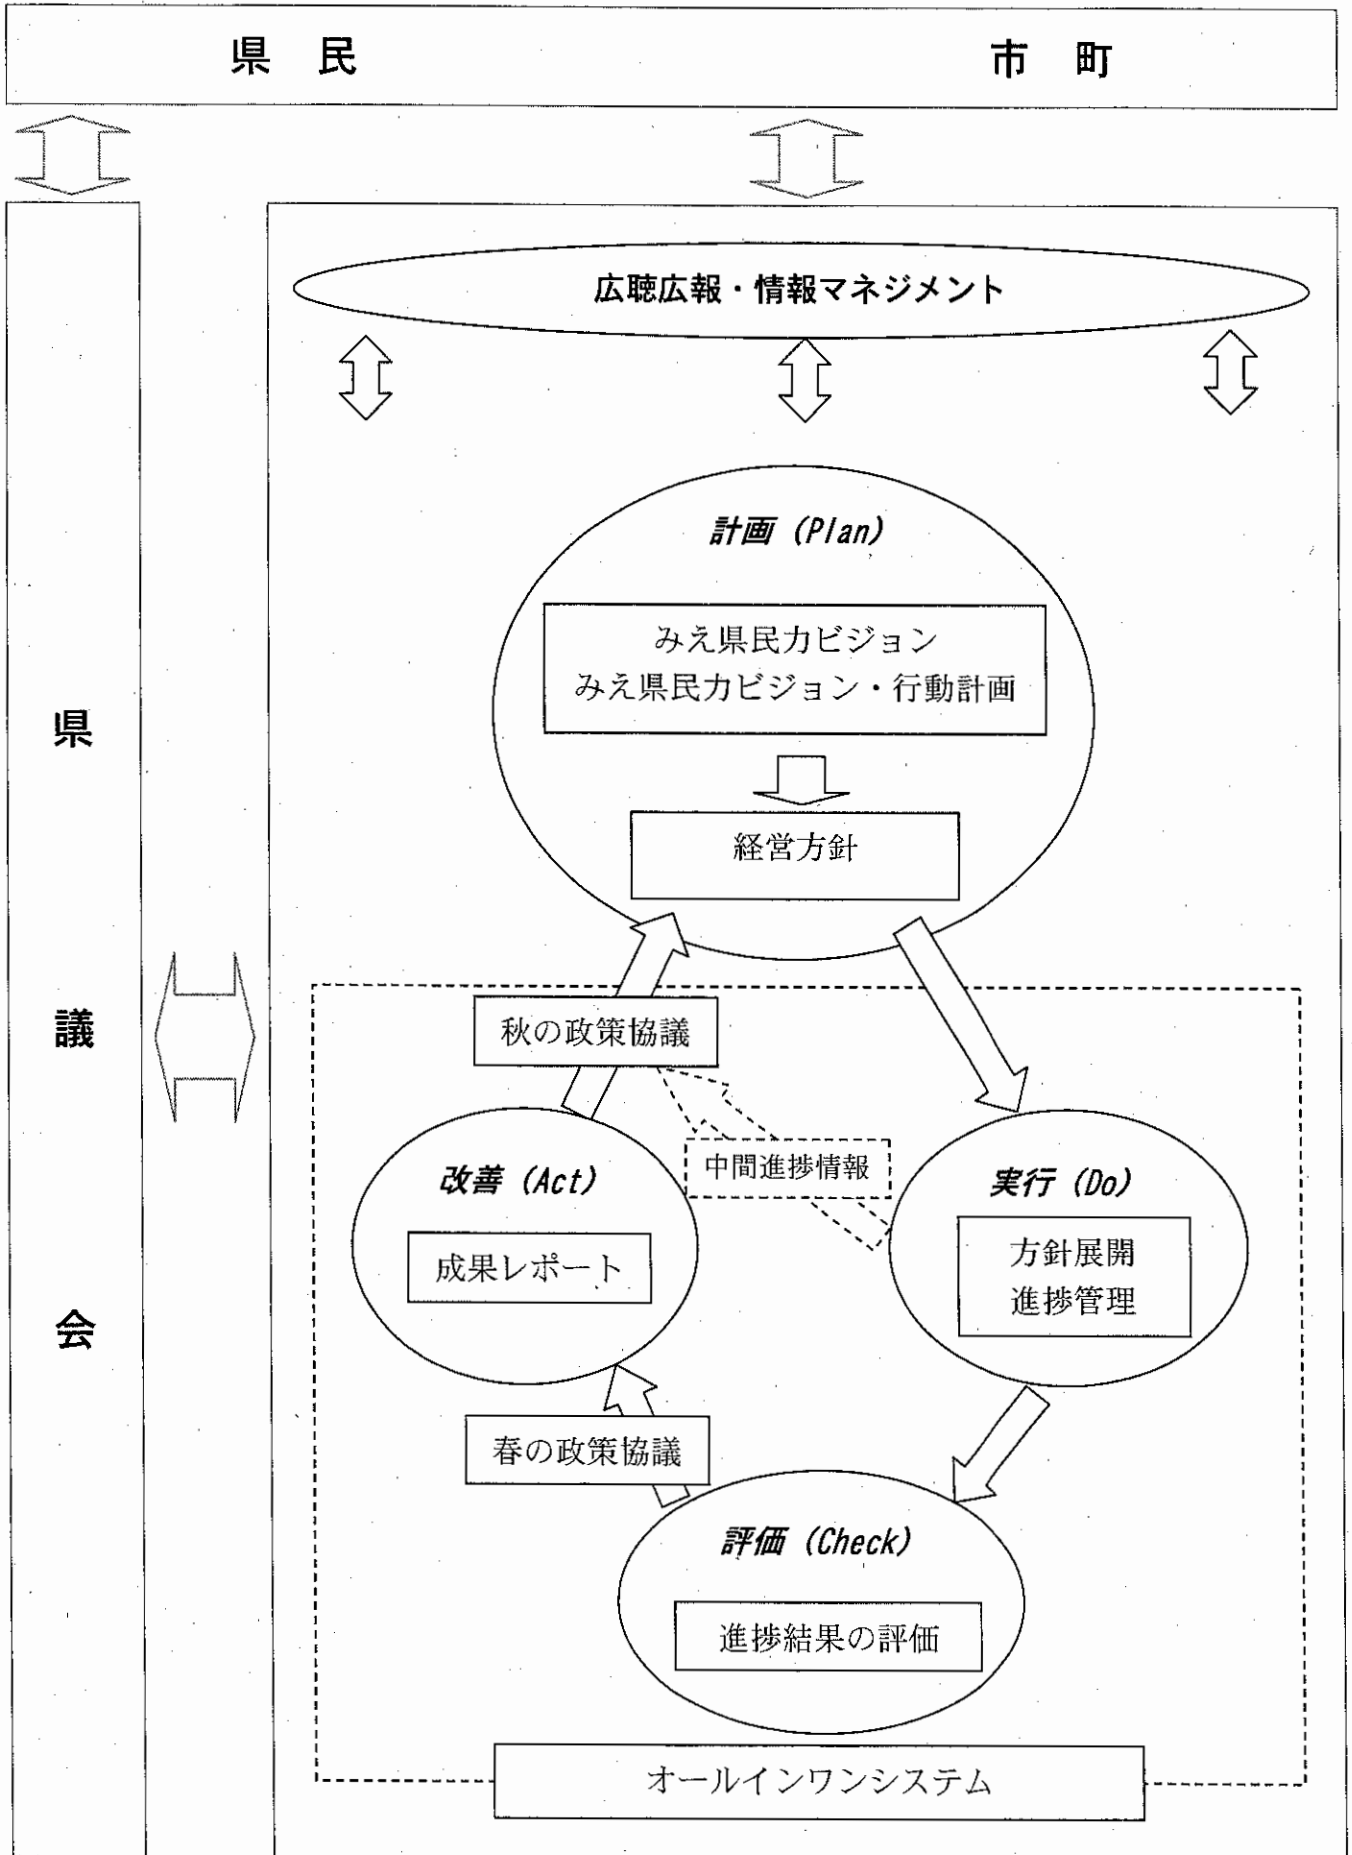 県 民
市 町
広聴広報・情報マネジメント
計画 (Plan)
みえ県民力ビジョン
みえ県民力ビジョン・行動計画
経営方針
県
議
会
秋の政策協議
中間進捗情報
改善 (Act)
成果レポート
実行 (Do)
方針展開
進捗管理
春の政策協議
評価 (Check)
進捗結果の評価
オールインワンシステム